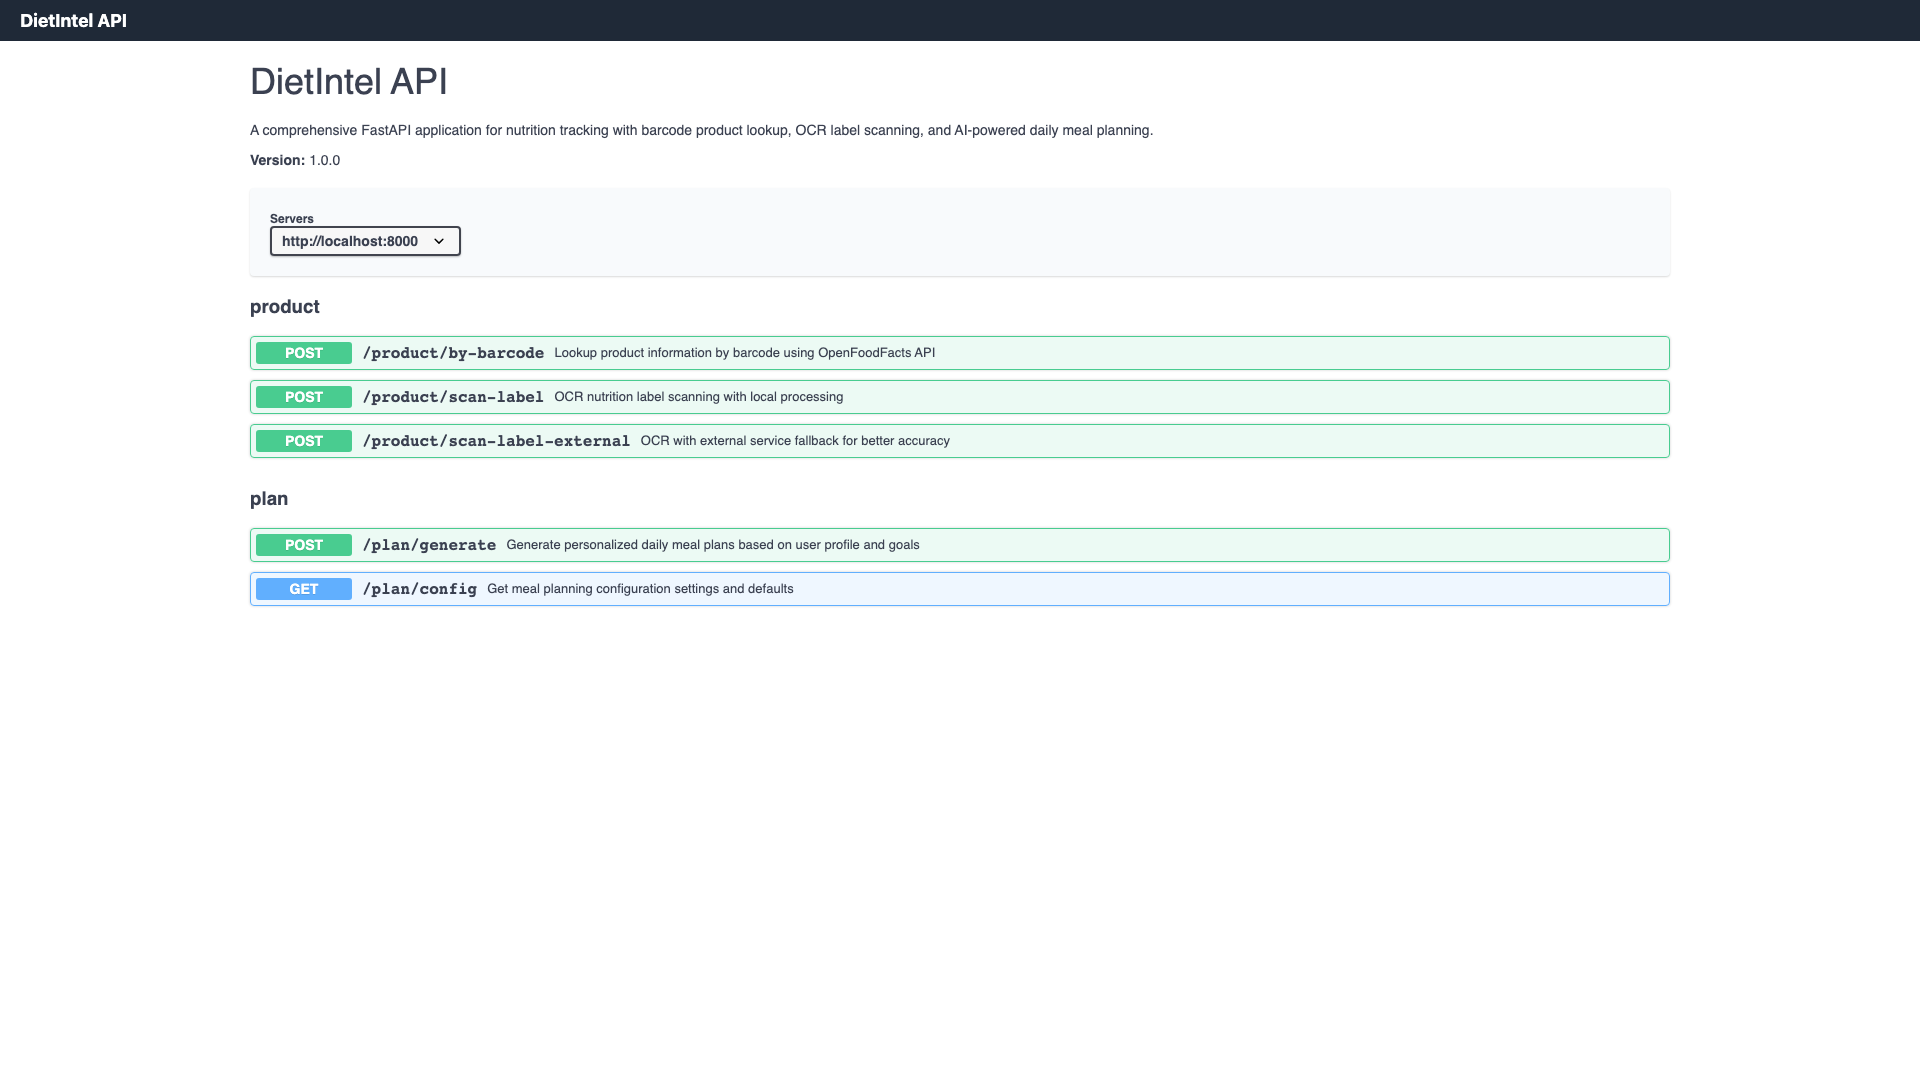 DietIntel API
DietIntel API
A comprehensive FastAPI application for nutrition tracking with barcode product lookup, OCR label scanning, and AI-powered daily meal planning.
Version: 1.0.0
Servers
http://localhost:8000
product
POST /product/by-barcode Lookup product information by barcode using OpenFoodFacts API
POST /product/scan-label OCR nutrition label scanning with local processing
POST /product/scan-label-external OCR with external service fallback for better accuracy
plan
POST /plan/generate Generate personalized daily meal plans based on user profile and goals
GET /plan/config Get meal planning configuration settings and defaults